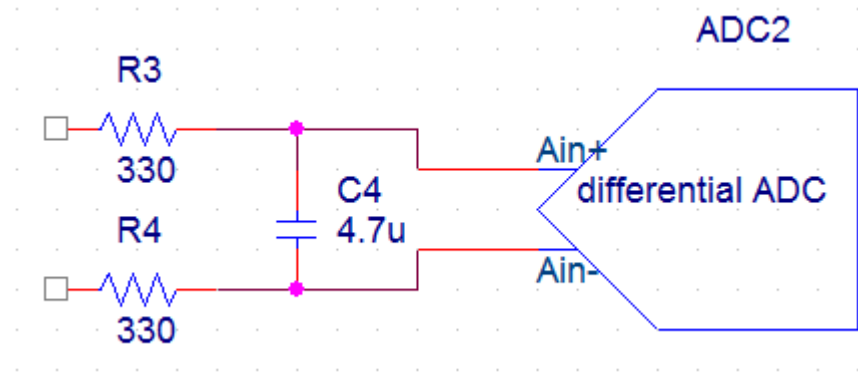 ADC2
R3
330
Ain+
C4
differential ADC
4.7u
R4
Ain-
330